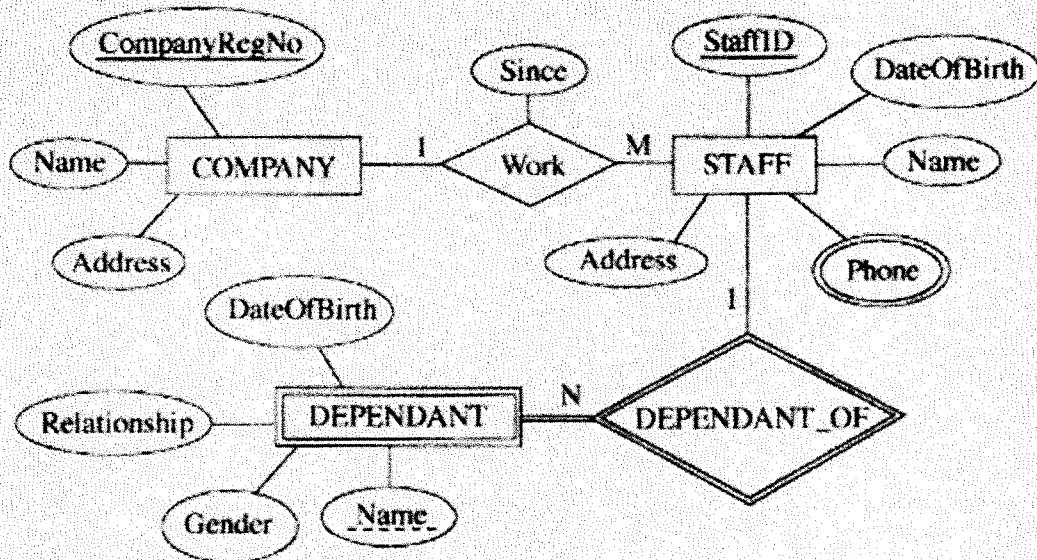 CompanyRegNo
StaffID
Since
DateOfBirth
Name
COMPANY
1
Work
M
STAFF
Name
Address
Address
Phone
DateOfBirth
1
Relationship
DEPENDANT
N
DEPENDANT_OF
Gender
Name